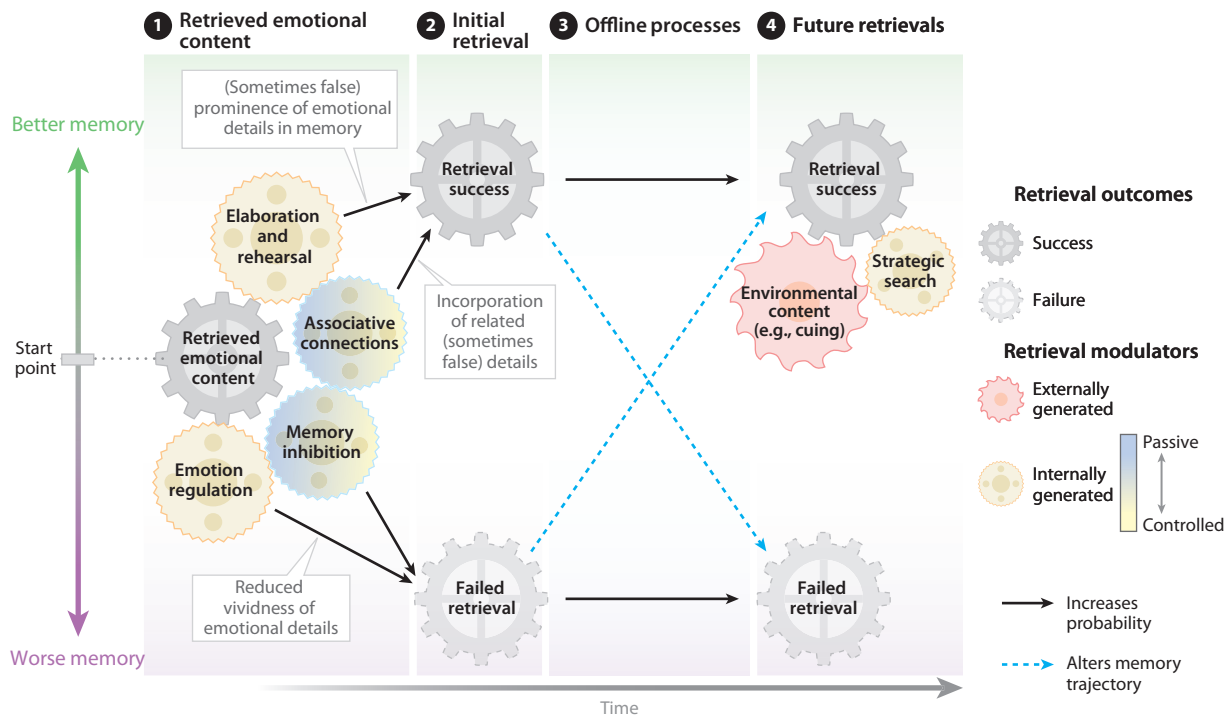 1 Retrieved emotional
content
2 Initial
retrieval
3 Offline processes
4 Future retrievals
Better memory
Start
point
Worse memory
(Sometimes false)
prominence of emotional
details in memory
Elaboration
and
rehearsal
Associative
connections
Retrieved
emotional
content
Memory
inhibition
Emotion
regulation
Reduced
vividness of
emotional details
Retrieval
success
Incorporation
of related
(sometimes
false) details
Failed
retrieval
Retrieval
success
Environmental
content
(e.g., cuing)
Strategic
search
Failed
retrieval
Time
Retrieval outcomes
Success
Failure
Retrieval modulators
Externally
generated
Internally
generated
Passive
Controlled
Increases
probability
Alters memory
trajectory